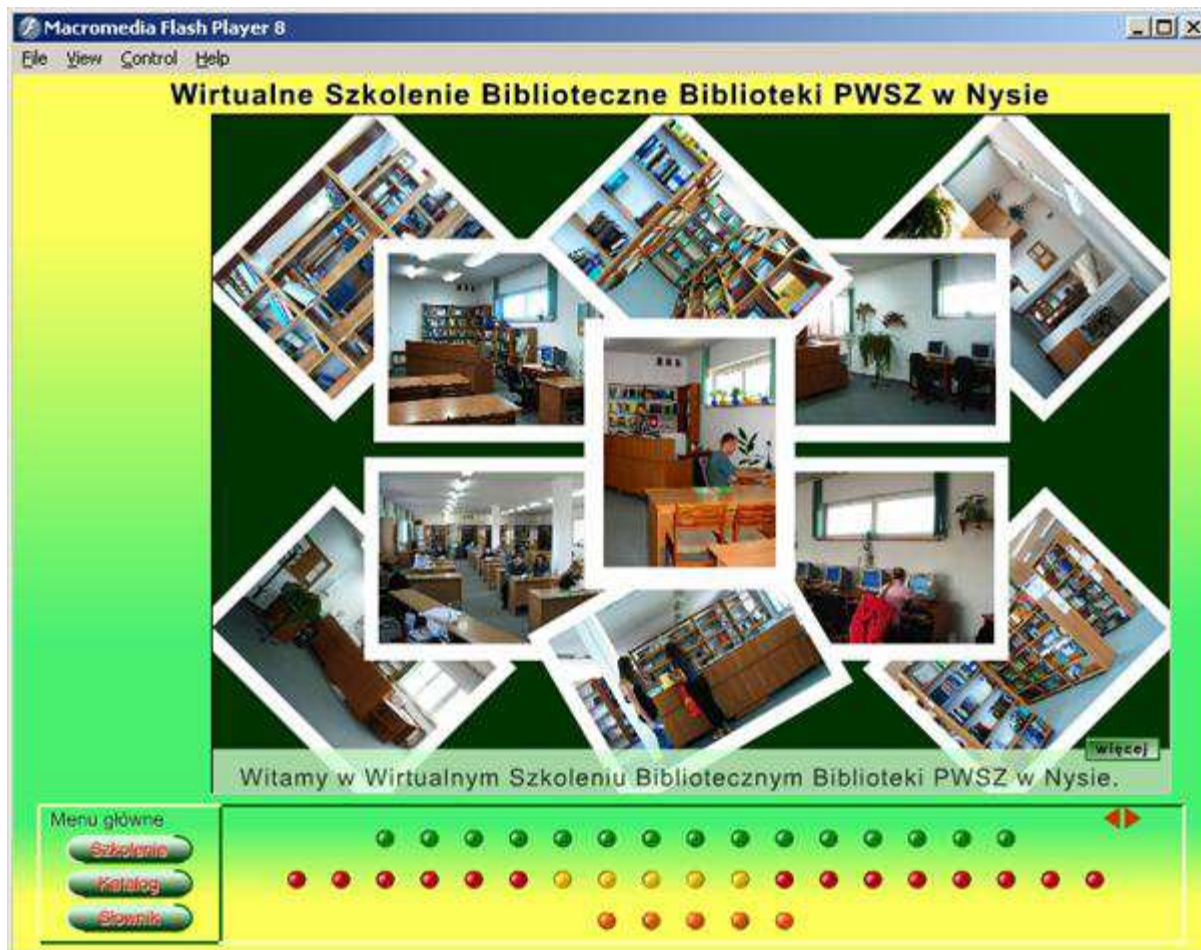 Macromedia Flash Player 8
File View Control Help
Wirtualne Szkolenie Biblioteczne Biblioteki PWSZ w Nysie
więcej
Witamy w Wirtualnym Szkoleniu Bibliotecznym Biblioteki PWSZ w Nysie.
Menu główne
Szkolenie
Katalog
Słownik